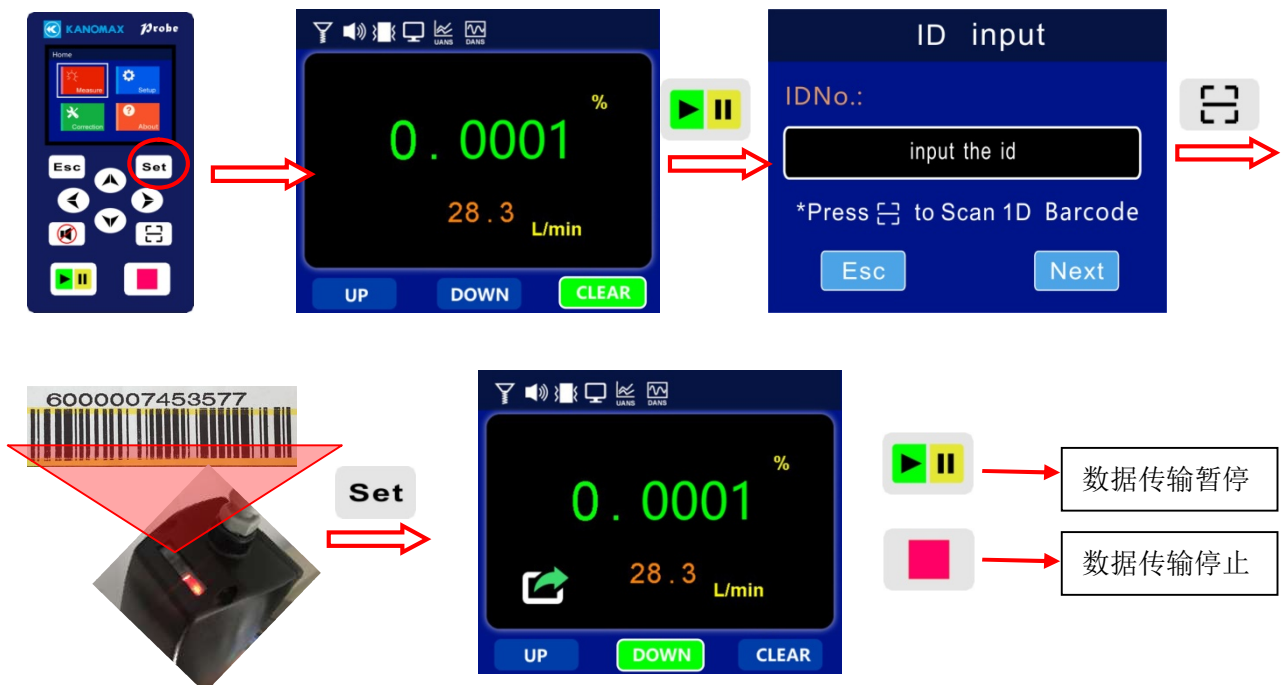 KANOMAX Probe
Home
Measure
Setup
Correction
About
Esc
Set
UANS
DANS
%
0.0001
28.3
L/min
UP
DOWN
CLEAR
ID input
IDNo.:
input the id
*Press to Scan 1D Barcode
Esc
Next
6000007453577
Set
UANS
DANS
%
0.0001
28.3
L/min
UP
DOWN
CLEAR
数据传输暂停
数据传输停止